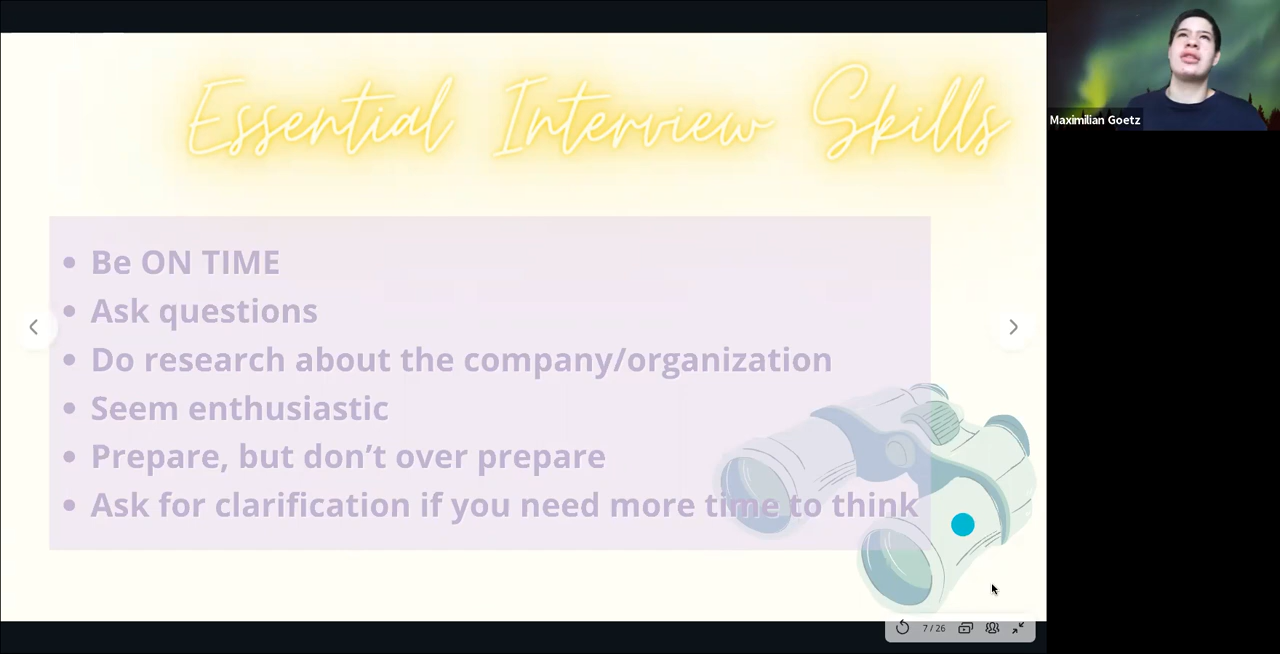 Essential Interview Skills
Maximilian Goetz
• Be ON TIME
• Ask questions
• Do research about the company/organization
• Seem enthusiastic
• Prepare, but don’t over prepare
• Ask for clarification if you need more time to think
7 / 26